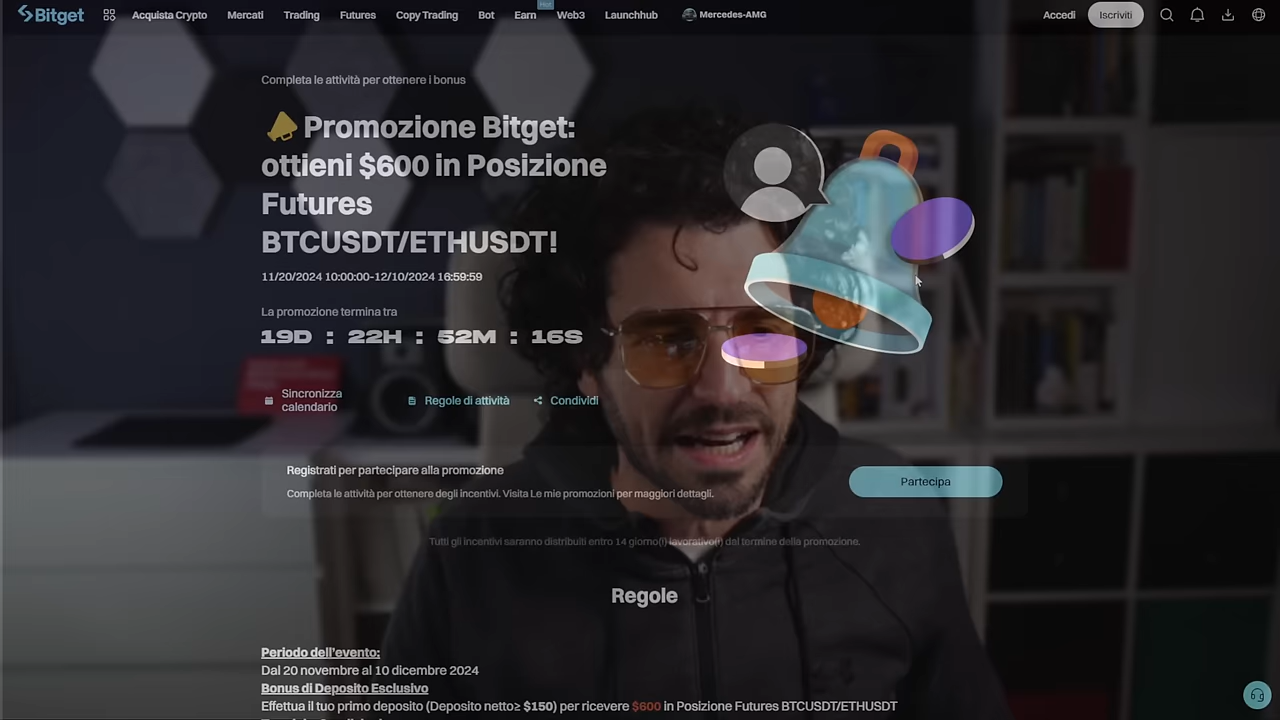 Bitget
Acquista Crypto
Mercati
Trading
Futures
Copy Trading
Bot
Earn
Hot
Web3
Launchhub
Mercedes-AMG
Accedi
Iscriviti
Completa le attività per ottenere i bonus
Promozione Bitget:
ottieni $600 in Posizione
Futures
BTCUSDT/ETHUSDT!
11/20/2024 10:00:00-12/10/2024 16:59:59
La promozione termina tra
19D : 22H : 52M : 16S
Sincronizza
calendario
Regole di attività
Condividi
Registrati per partecipare alla promozione
Completa le attività per ottenere degli incentivi. Visita Le mie promozioni per maggiori dettagli.
Partecipa
Tutti gli incentivi saranno distribuiti entro 14 giorno(i) lavorativo(i) dal termine della promozione.
Regole
Periodo dell'evento:
Dal 20 novembre al 10 dicembre 2024
Bonus di Deposito Esclusivo
Effettua il tuo primo deposito (Deposito netto≥ $150) per ricevere $600 in Posizione Futures BTCUSDT/ETHUSDT